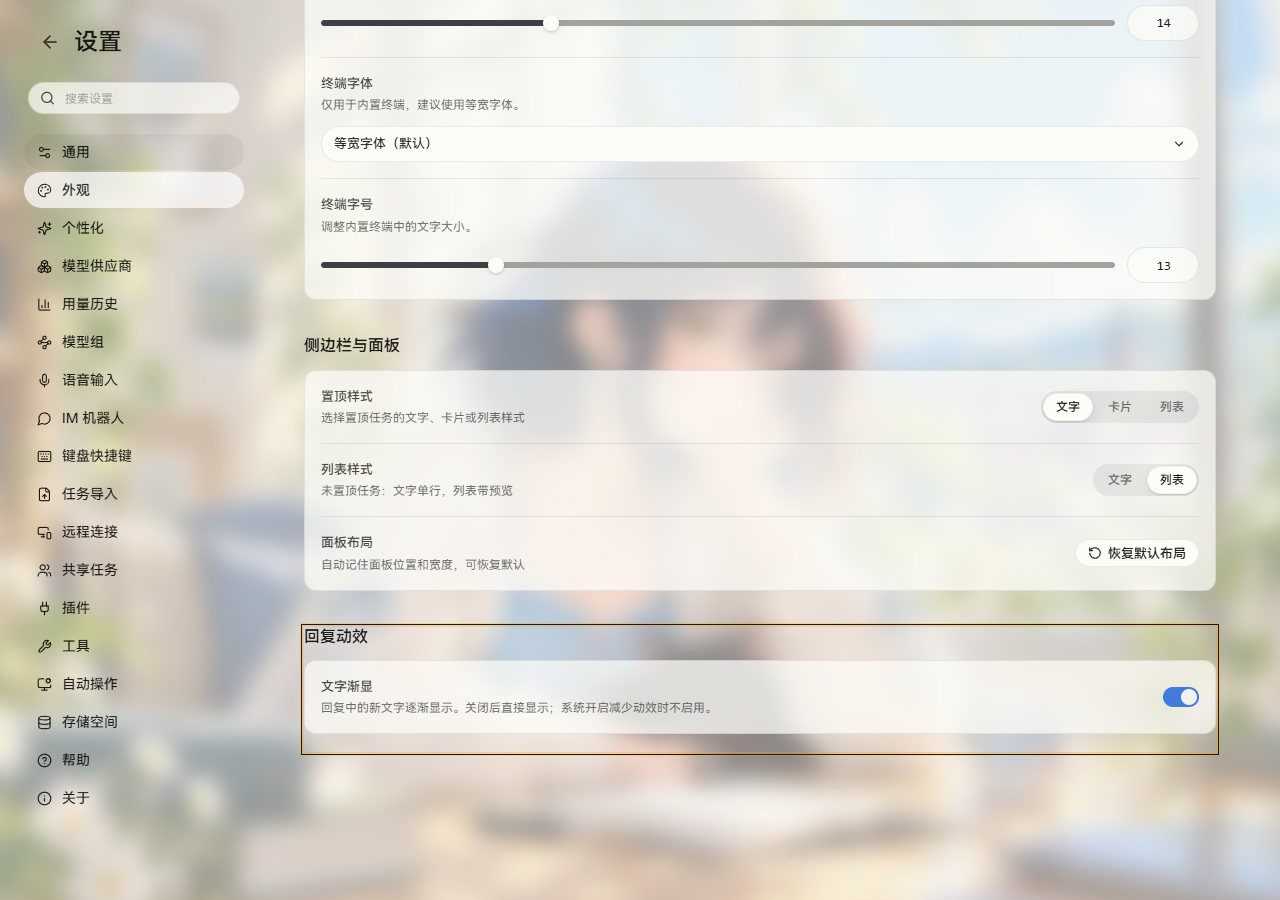 设置
搜索设置
通用
外观
个性化
模型供应商
用量历史
模型组
语音输入
IM 机器人
键盘快捷键
任务导入
远程连接
共享任务
插件
工具
自动操作
存储空间
帮助
关于
14
终端字体
仅用于内置终端，建议使用等宽字体。
等宽字体（默认）
终端字号
调整内置终端中的文字大小。
13
侧边栏与面板
置顶样式
选择置顶任务的文字、卡片或列表样式
文字 卡片 列表
列表样式
未置顶任务：文字单行，列表带预览
文字 列表
面板布局
自动记住面板位置和宽度，可恢复默认
恢复默认布局
回复动效
文字渐显
回复中的新文字逐渐显示。关闭后直接显示；系统开启减少动效时不启用。